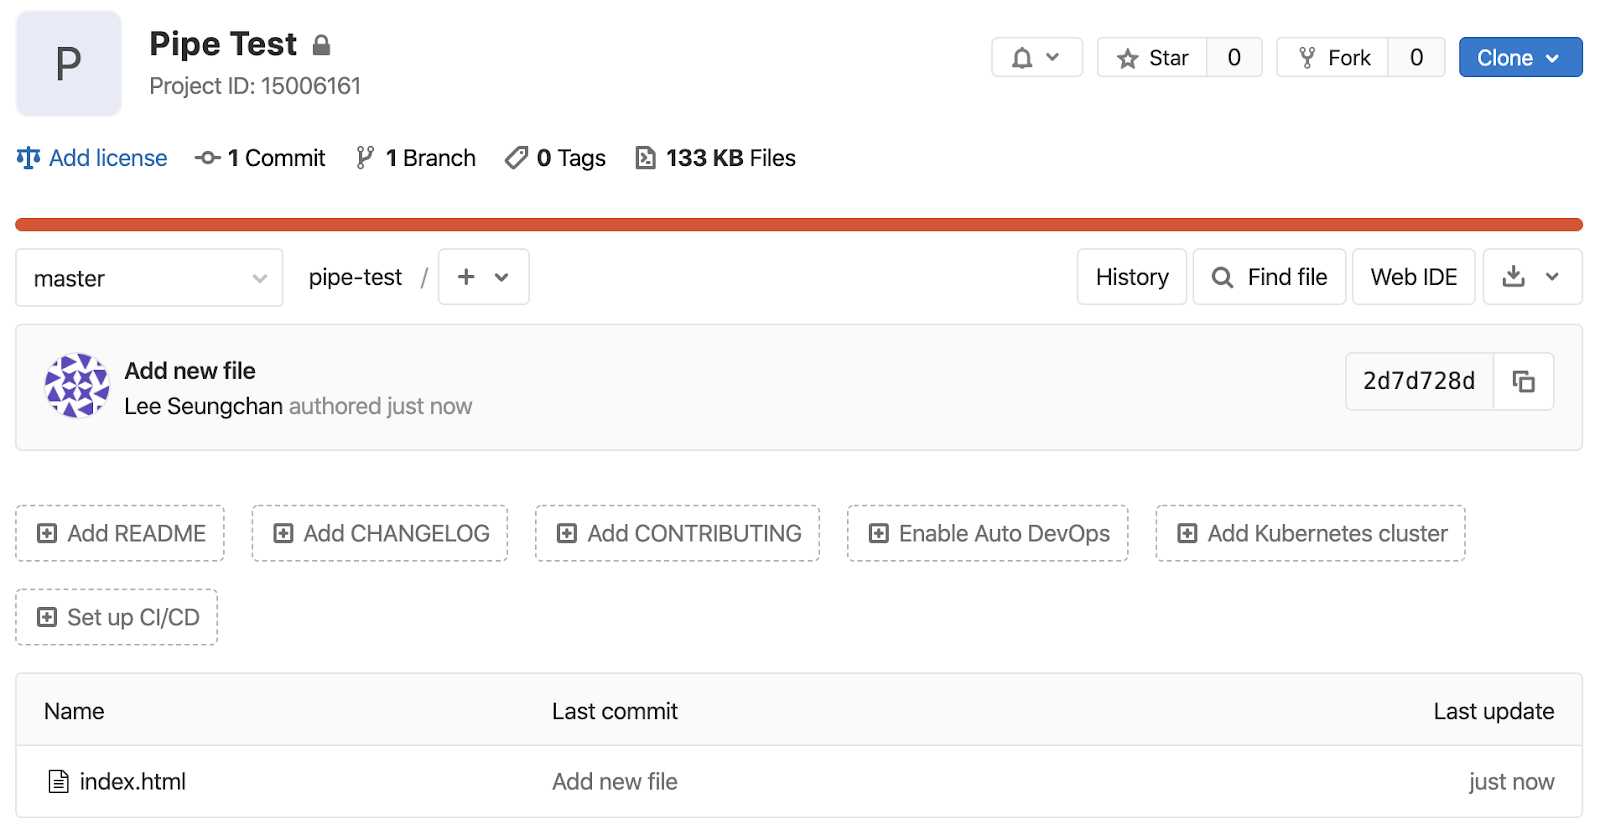 P
Pipe Test
Project ID: 15006161
Star 0 Fork 0 Clone
Add license 1 Commit 1 Branch 0 Tags 133 KB Files
master pipe-test / + History Find file Web IDE
Add new file
Lee Seungchan authored just now
2d7d728d
Add README Add CHANGELOG Add CONTRIBUTING Enable Auto DevOps Add Kubernetes cluster
Set up CI/CD
Name Last commit Last update
index.html Add new file just now